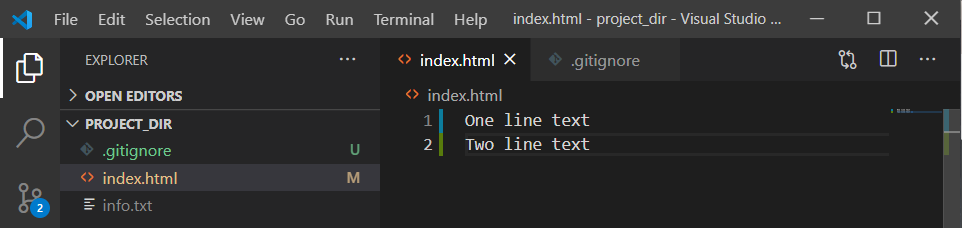 File Edit Selection View Go Run Terminal Help index.html - project_dir - Visual Studio ...
EXPLORER
OPEN EDITORS
PROJECT_DIR
.gitignore U
index.html M
info.txt
2
index.html .gitignore
index.html
1 One line text
2 Two line text